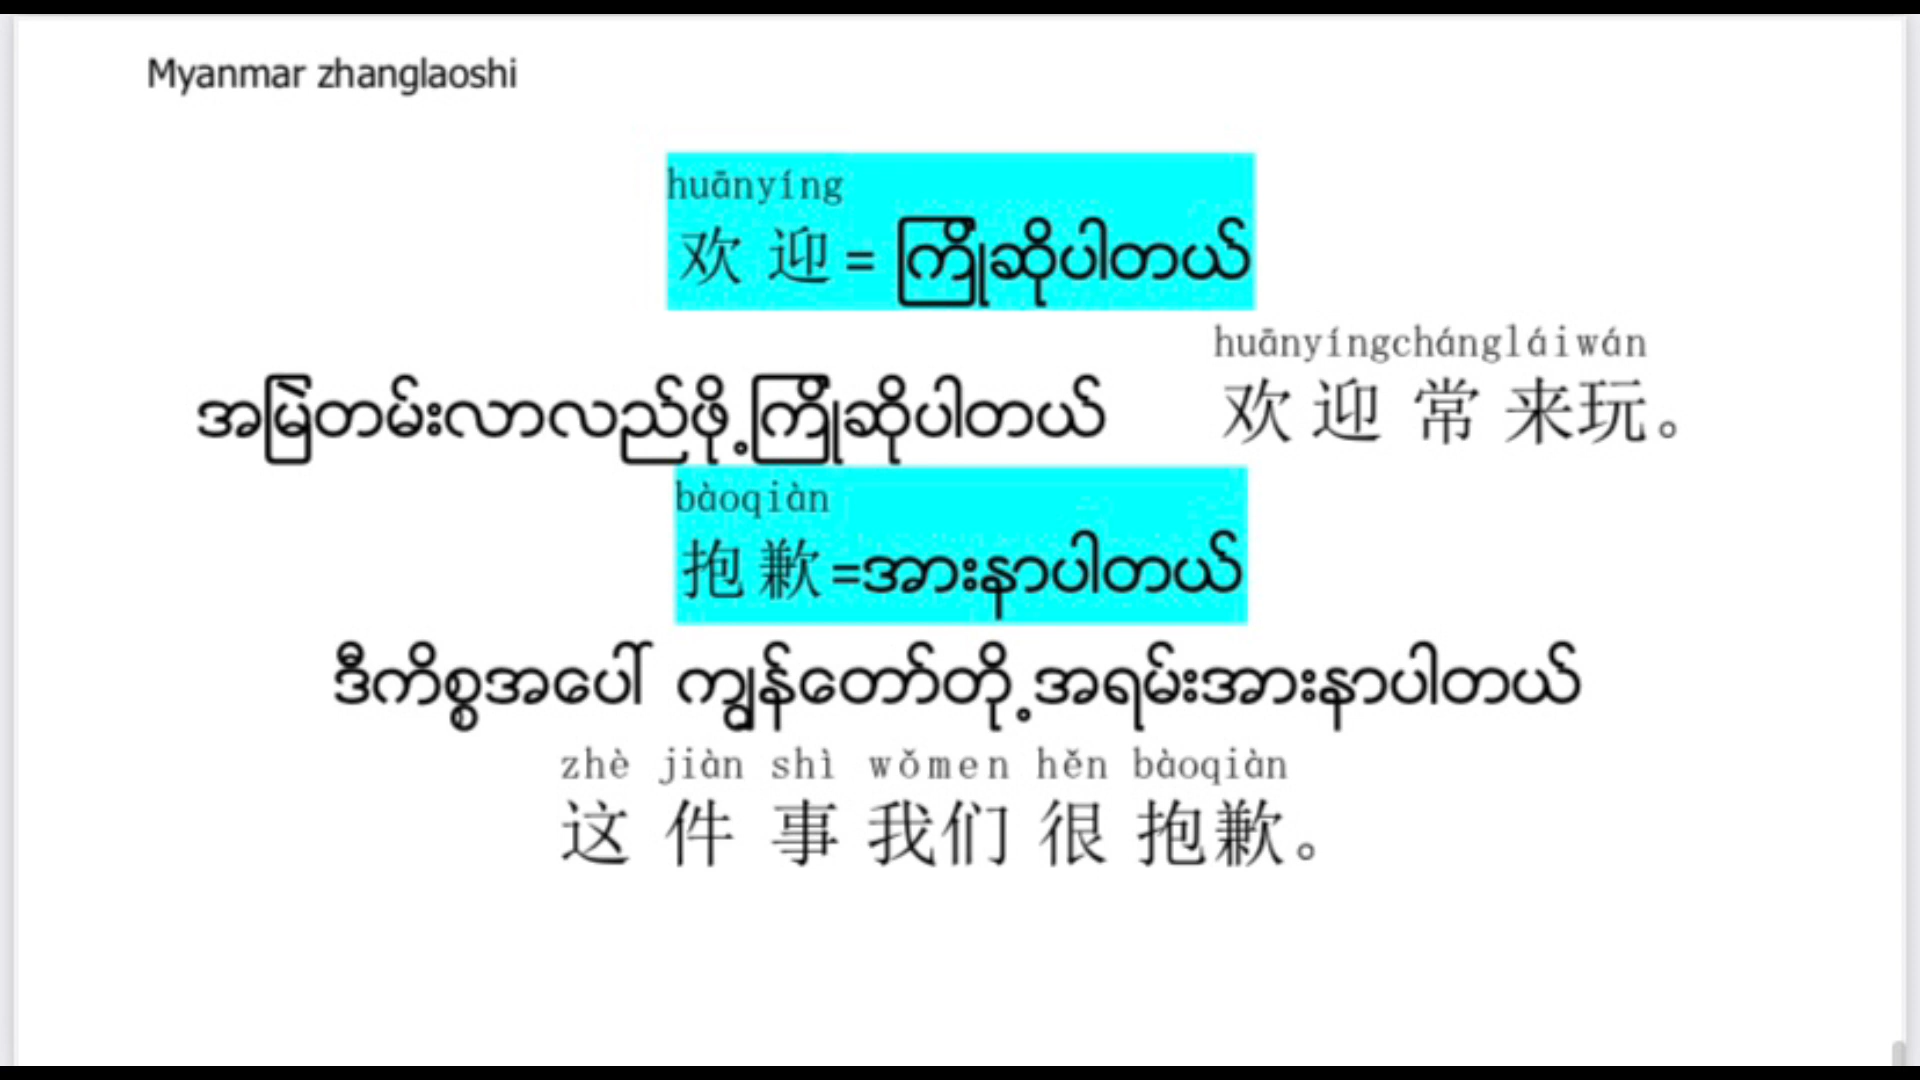 Myanmar zhanglaoshi
huānyíng
欢迎= ကြိုဆိုပါတယ်
huānyíngchángláiwán
အမြဲတမ်းလာလည်ဖို့ကြိုဆိုပါတယ် 欢迎常来玩。
bàoqiàn
抱歉=အားနာပါတယ်
ဒီကိစ္စအပေါ် ကျွန်တော်တို့အရမ်းအားနာပါတယ်
zhè jiàn shì wǒmen hěn bàoqiàn
这件事我们很抱歉。